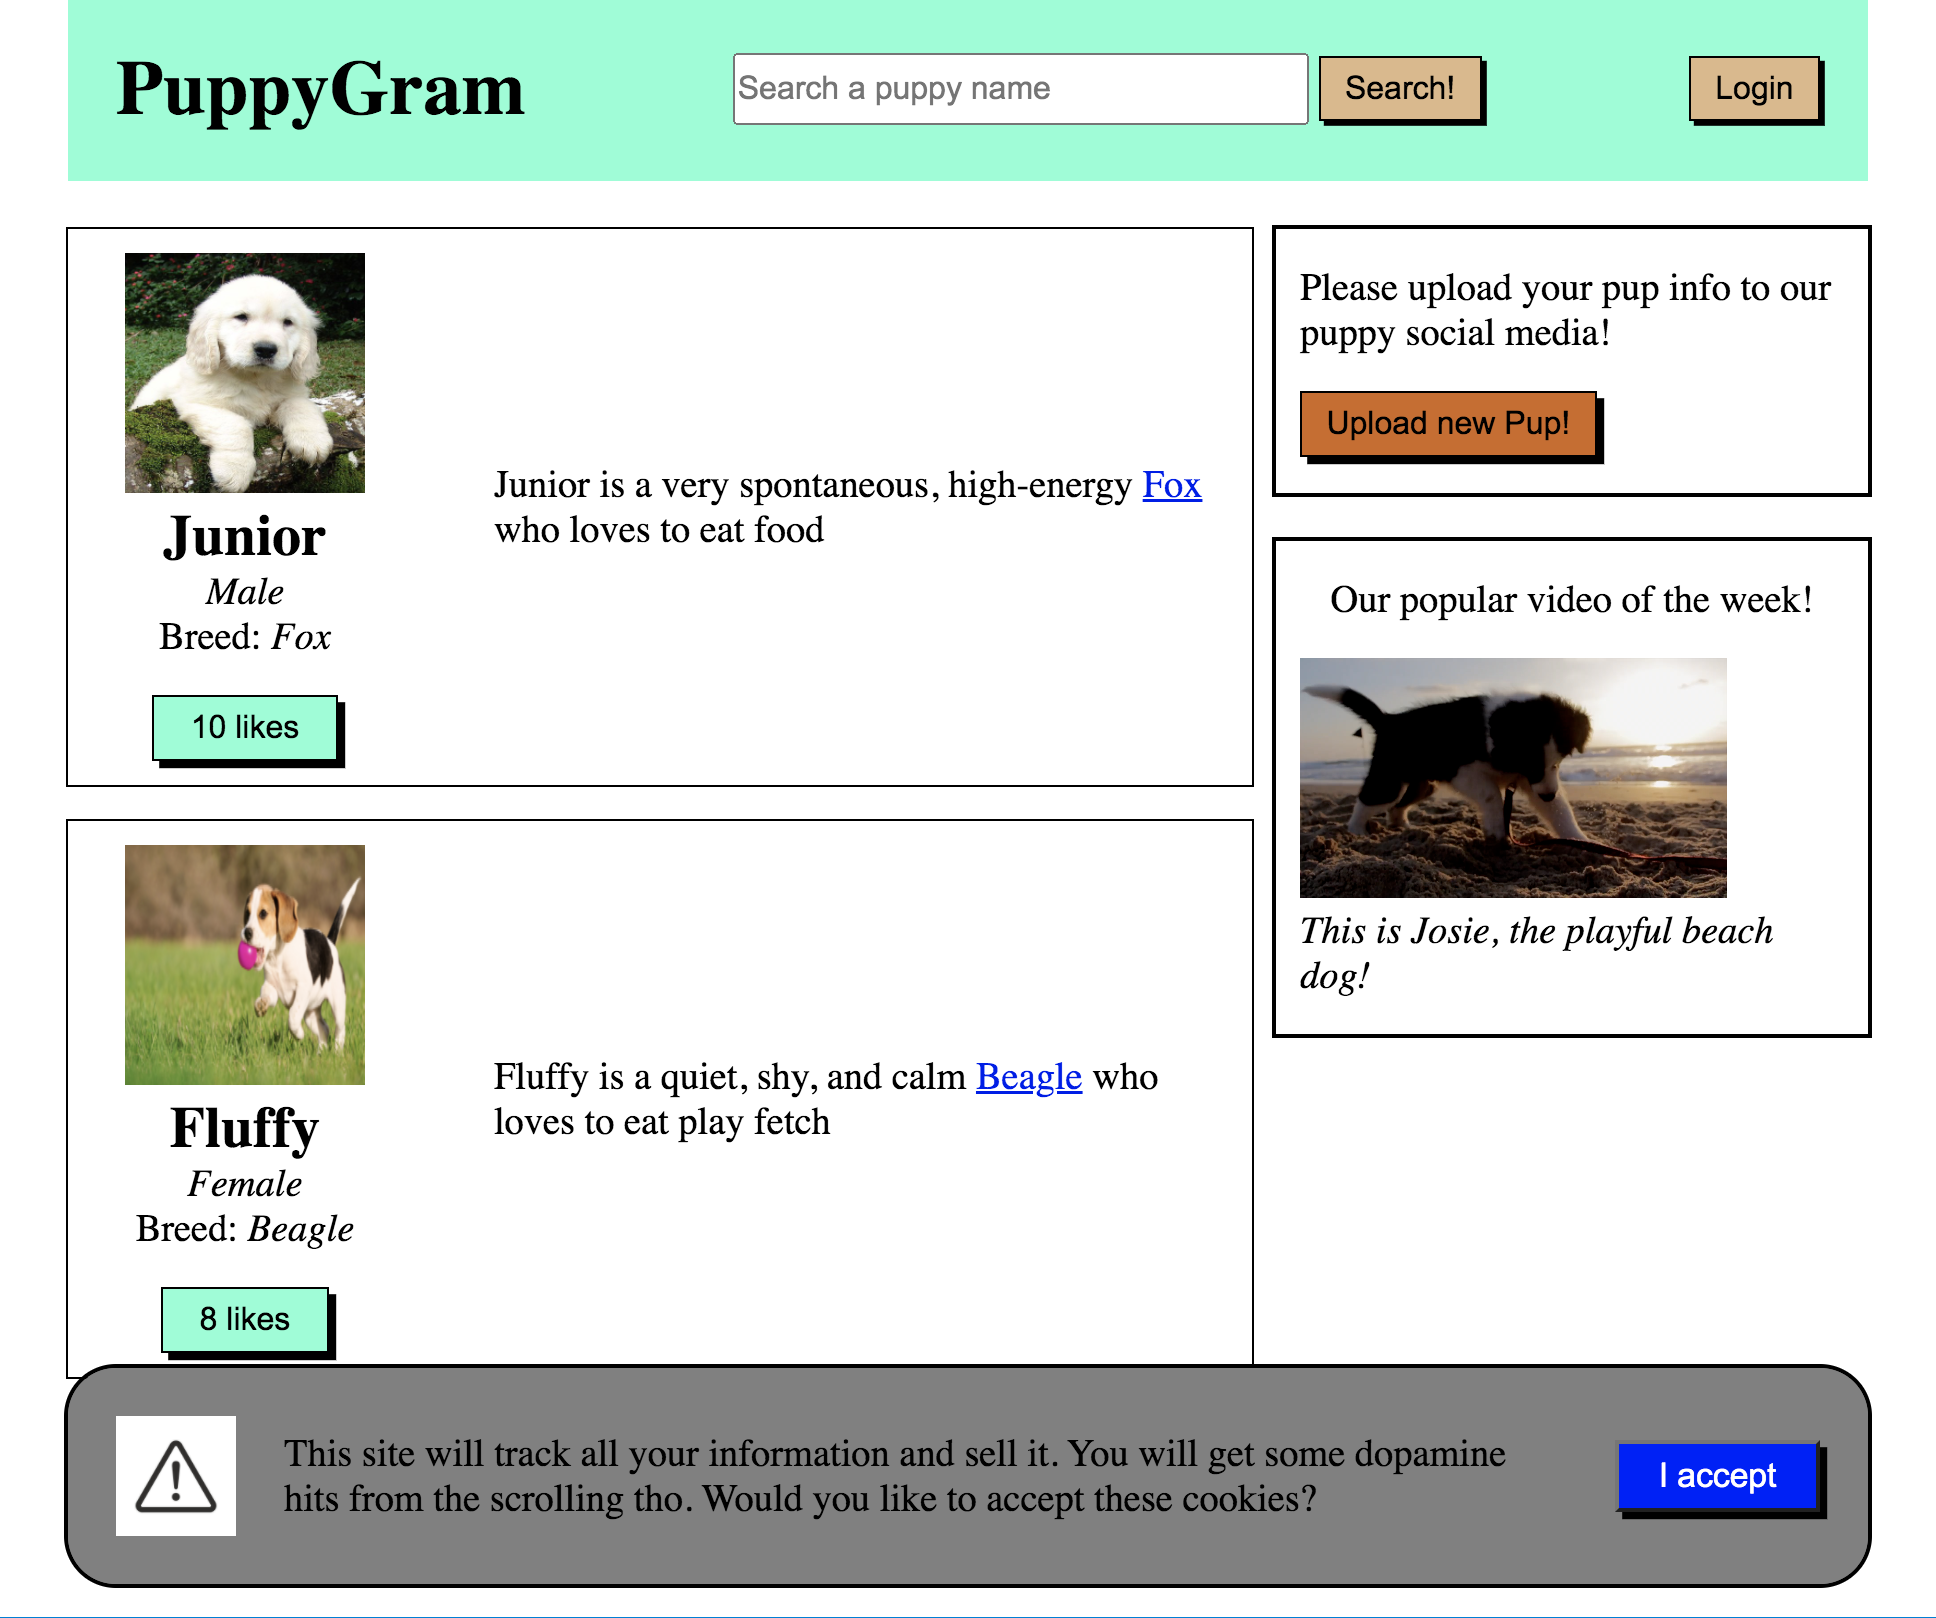 PuppyGram
Search a puppy name
Search!
Login
Junior
Male
Breed: Fox
10 likes
Junior is a very spontaneous, high-energy Fox
who loves to eat food
Fluffy
Female
Breed: Beagle
8 likes
Fluffy is a quiet, shy, and calm Beagle who
loves to eat play fetch
Please upload your pup info to our
puppy social media!
Upload new Pup!
Our popular video of the week!
This is Josie, the playful beach
dog!
This site will track all your information and sell it. You will get some dopamine
hits from the scrolling tho. Would you like to accept these cookies?
I accept